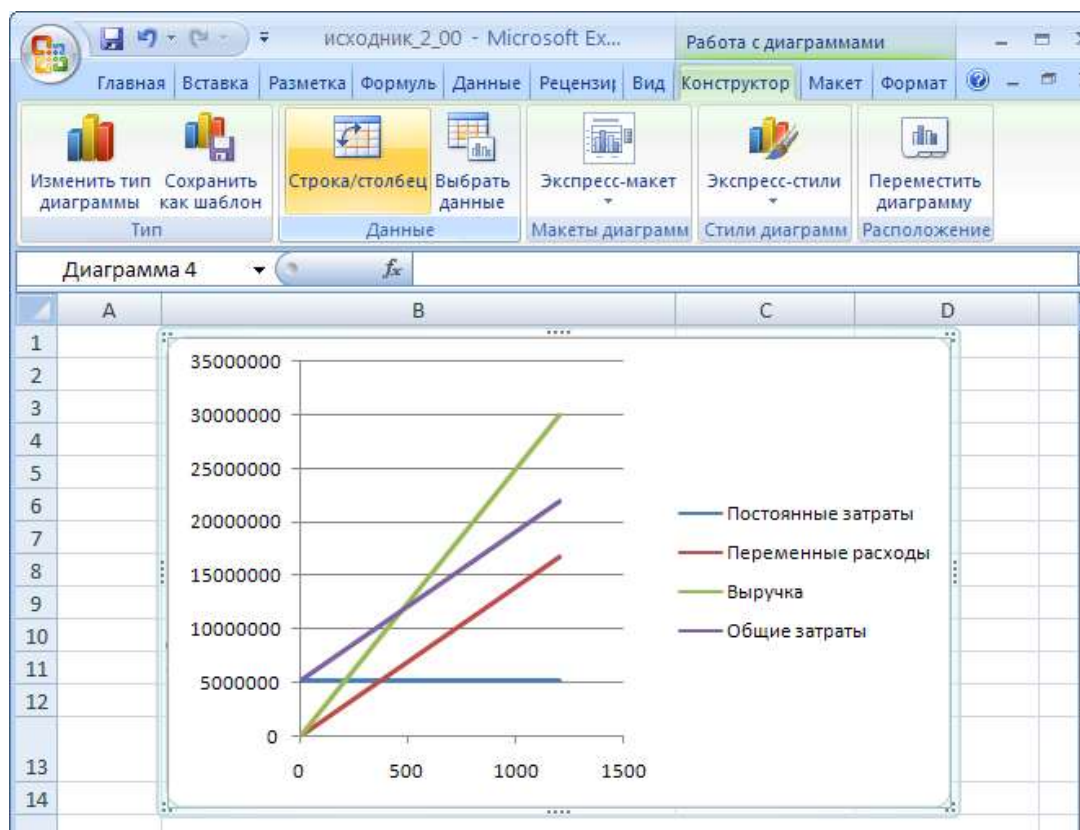 исходник_2_00 - Microsoft Ex...
Работа с диаграммами
Главная Вставка Разметка Формуль Данные Рецензиј Вид Конструктор Макет Формат
Изменить тип диаграммы
Сохранить как шаблон
Строка/столбец
Выбрать данные
Экспресс-макет
Экспресс-стили
Переместить диаграмму
Тип Данные Макеты диаграмм Стили диаграмм Расположение
Диаграмма 4 fx
A B C D
1
2
3
4
5
6
7
8
9
10
11
12
13
14
35000000
30000000
25000000
20000000
15000000
10000000
5000000
0
0 500 1000 1500
Постоянные затраты
Переменные расходы
Выручка
Общие затраты